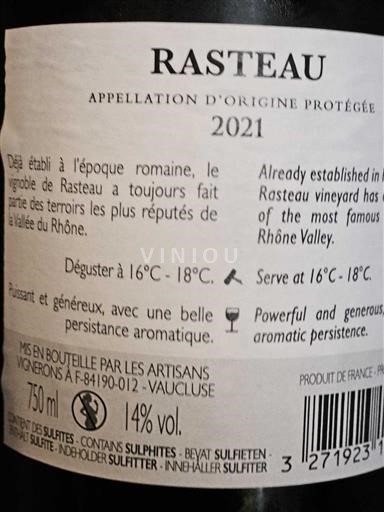 RASTEAU
APPELLATION D'ORIGINE PROTÉGÉE
2021
Déjà établi à l'époque romaine, le
vignoble de Rasteau a toujours fait
partie des terroirs les plus réputés de
la Vallée du Rhône.
Already established in
Rasteau vineyard has
of the most famous
Rhône Valley.
VINIOU
Déguster à 16°C - 18°C.
Serve at 16°C - 18°C.
Puissant et généreux, avec une belle
persistance aromatique.
Powerful and generous,
aromatic persistence.
MIS EN BOUTEILLE PAR LES ARTISANS
VIGNERONS À F-84190-012 - VAUCLUSE
750 ml
14% vol.
PRODUIT DE FRANCE - PR
CONTIENT DES SULFITES - CONTAINS SULPHITES - BEVAT SULFIETEN -
ENTHÄLT SULFITE - INDEHOLDER SULFITTER - INNEHÅLLER SULFITER
3 271923 1